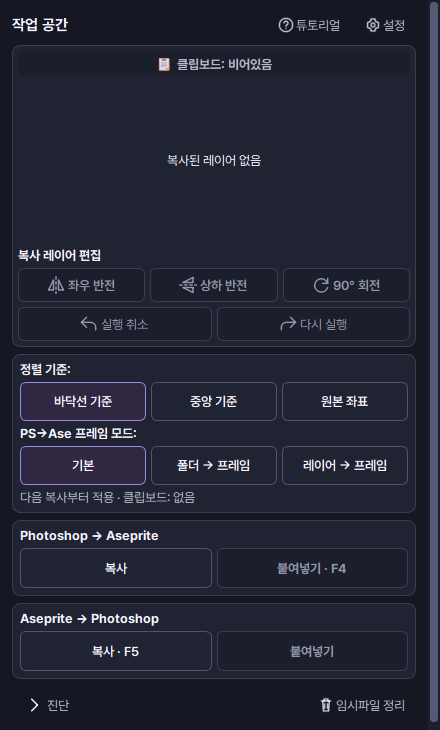 작업 공간 튜토리얼 설정
클립보드: 비어있음
복사된 레이어 없음
복사 레이어 편집
좌우 반전 상하 반전 90° 회전
실행 취소 다시 실행
정렬 기준:
바닥선 기준 중앙 기준 원본 좌표
PS→Ase 프레임 모드:
기본 폴더 → 프레임 레이어 → 프레임
다음 복사부터 적용 · 클립보드: 없음
Photoshop → Aseprite
복사 붙여넣기 · F4
Aseprite → Photoshop
복사 · F5 붙여넣기
진단 임시파일 정리